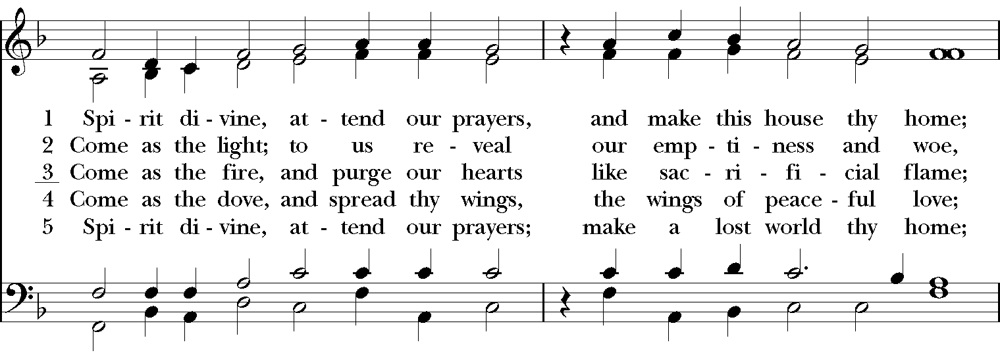 1 Spi - rit di - vine, at - tend our prayers, and make this house thy home;
2 Come as the light; to us re - veal our emp - ti - ness and woe,
3 Come as the fire, and purge our hearts like sac - ri - fi - cial flame;
4 Come as the dove, and spread thy wings, the wings of peace - ful love;
5 Spi - rit di - vine, at - tend our prayers; make a lost world thy home;